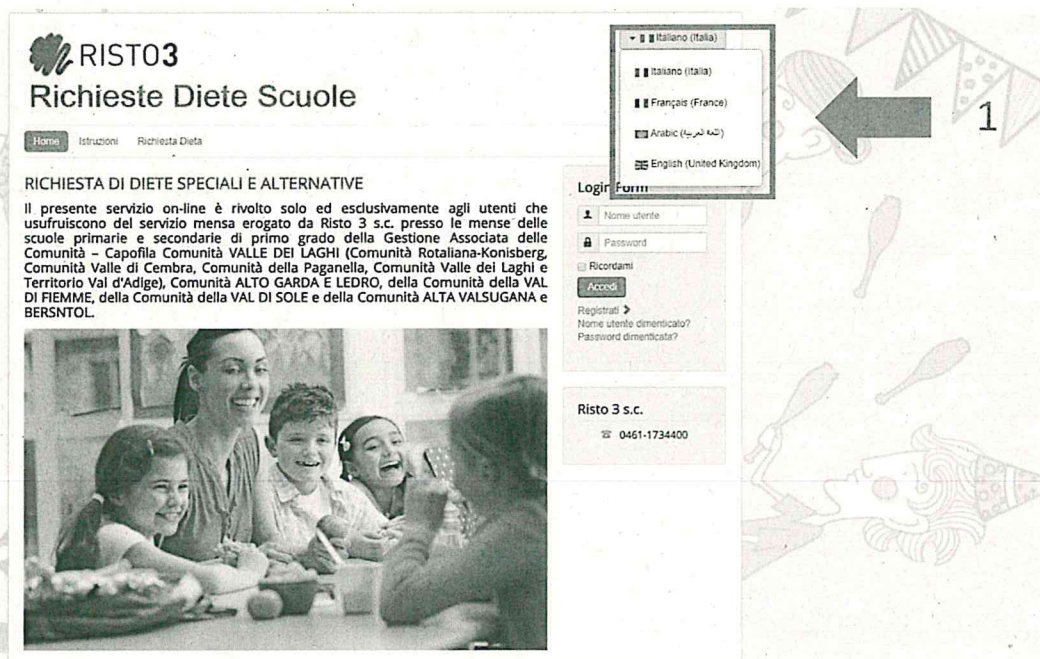 RISTO3
Richieste Diete Scuole
Home Istruzioni Richiesta Dieta
Italiano (Italia)
Italiano (Italia)
Français (France)
Arabic (اللغة العربية)
English (United Kingdom)
1
RICHIESTA DI DIETE SPECIALI E ALTERNATIVE
Il presente servizio on-line è rivolto solo ed esclusivamente agli utenti che
usufruiscono del servizio mensa erogato da Risto 3 s.c. presso le mense delle
scuole primarie e secondarie di primo grado della Gestione Associata delle
Comunità – Capofila Comunità VALLE DEI LAGHI (Comunità Rotaliana-Konisberg,
Comunità Valle di Cembra, Comunità della Paganella, Comunità Valle dei Laghi e
Territorio Val d'Adige), Comunità ALTO GARDA E LEDRO, della Comunità della VAL
DI FIEMME, della Comunità della VAL DI SOLE e della Comunità ALTA VALSUGANA e
BERSNTOL.
Login Form
Nome utente
Password
Ricordami
Accedi
Registrati
Nome utente dimenticato?
Password dimenticata?
Risto 3 s.c.
0461-1734400